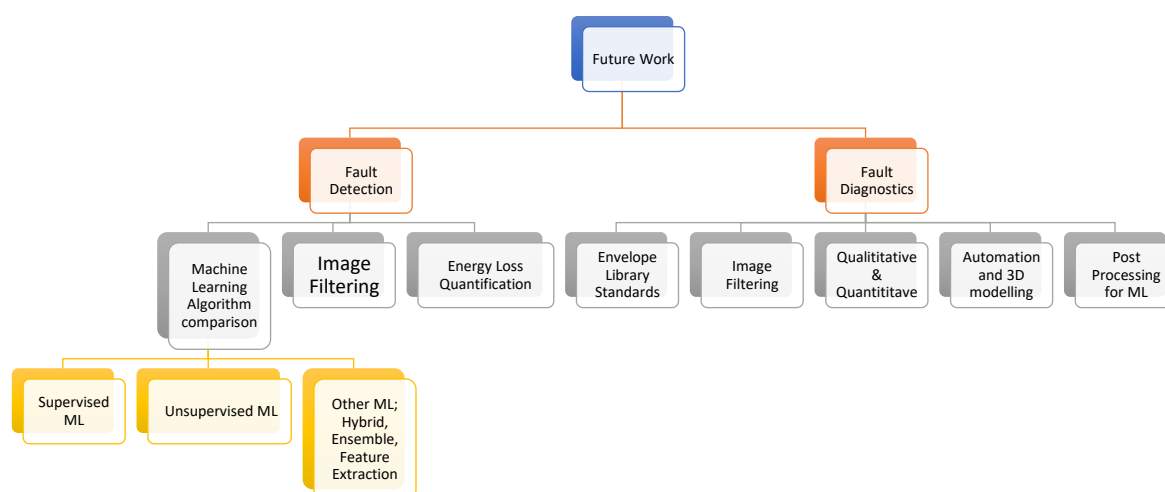 Future Work
Fault
Detection
Fault
Diagnostics
Machine
Learning
Algorithm
comparison
Image
Filtering
Energy Loss
Quantification
Envelope
Library
Standards
Image
Filtering
Qualititative
&
Quantititave
Automation
and 3D
modelling
Post
Processing
for ML
Supervised
ML
Unsupervised ML
Other ML;
Hybrid,
Ensemble,
Feature
Extraction